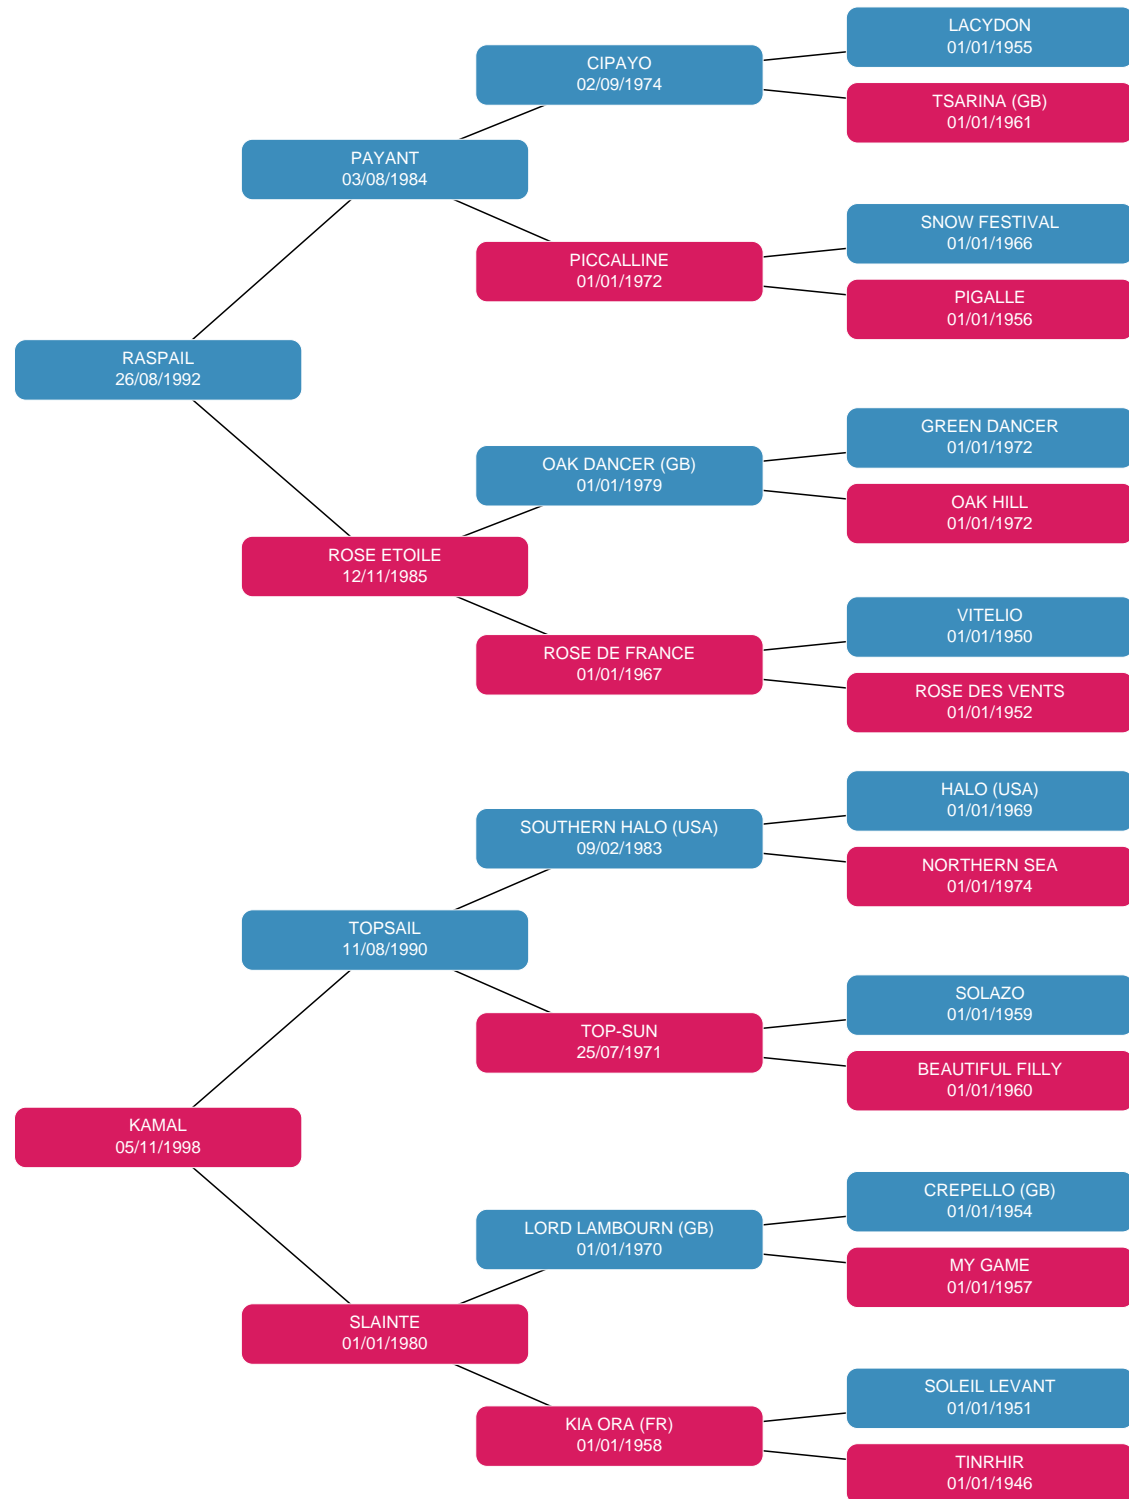 LACYDON
01/01/1955
CIPAYO
02/09/1974
TSARINA (GB)
01/01/1961
PAYANT
03/08/1984
SNOW FESTIVAL
01/01/1966
PICCALLINE
01/01/1972
PIGALLE
01/01/1956
RASPAIL
26/08/1992
GREEN DANCER
01/01/1972
OAK DANCER (GB)
01/01/1979
OAK HILL
01/01/1972
ROSE ETOILE
12/11/1985
VITELIO
01/01/1950
ROSE DE FRANCE
01/01/1967
ROSE DES VENTS
01/01/1952
HALO (USA)
01/01/1969
SOUTHERN HALO (USA)
09/02/1983
NORTHERN SEA
01/01/1974
TOPSAIL
11/08/1990
SOLAZO
01/01/1959
TOP-SUN
25/07/1971
BEAUTIFUL FILLY
01/01/1960
KAMAL
05/11/1998
CREPELLO (GB)
01/01/1954
LORD LAMBOURN (GB)
01/01/1970
MY GAME
01/01/1957
SLAINTE
01/01/1980
SOLEIL LEVANT
01/01/1951
KIA ORA (FR)
01/01/1958
TINRHIR
01/01/1946